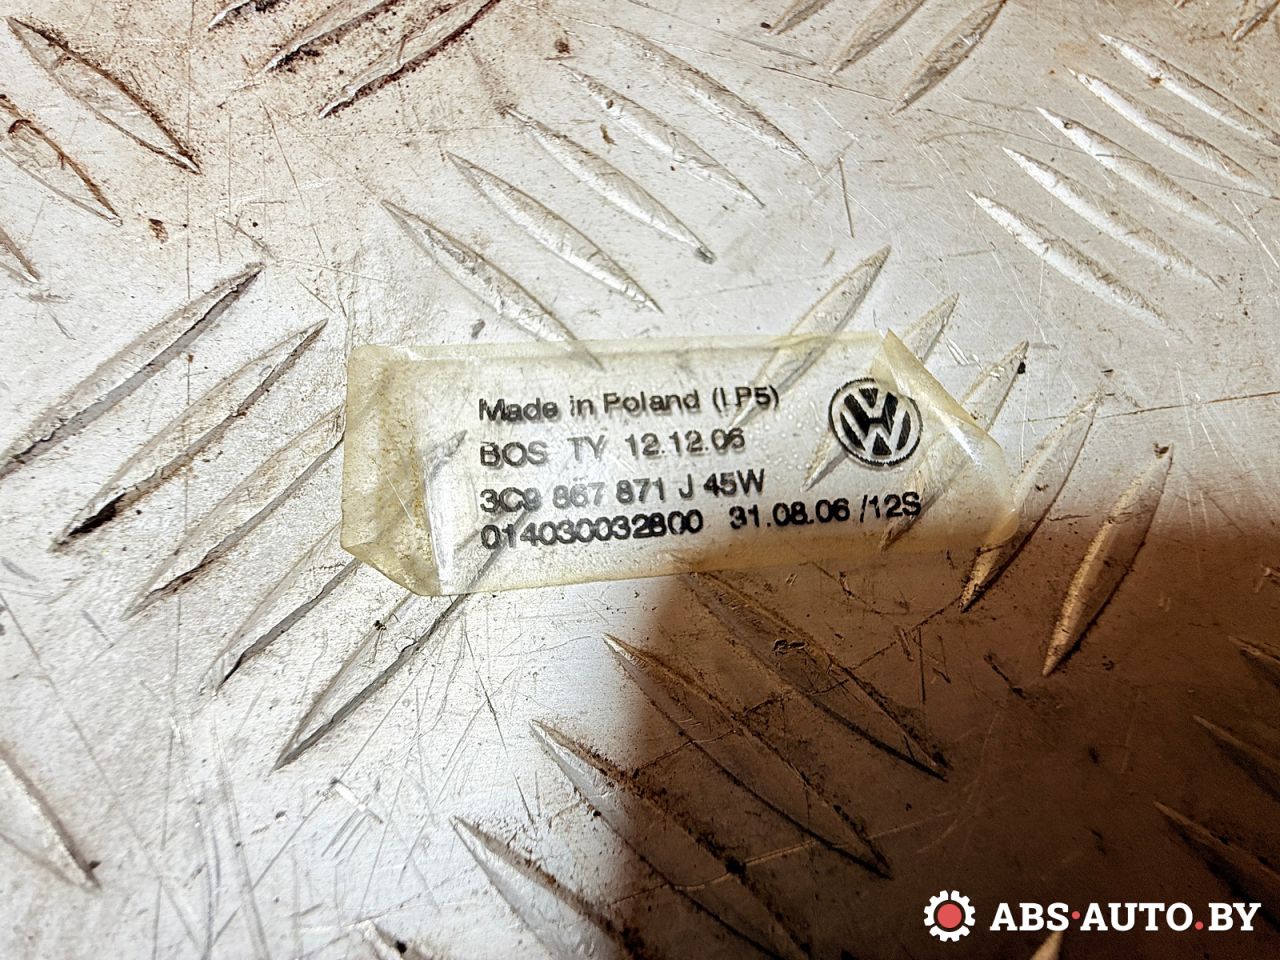 Made in Poland (LP5)
BOS TY 12.12.06
3C9 867 871 J 45W
014030032800 31.08.06 /12S
ABS·AUTO.BY